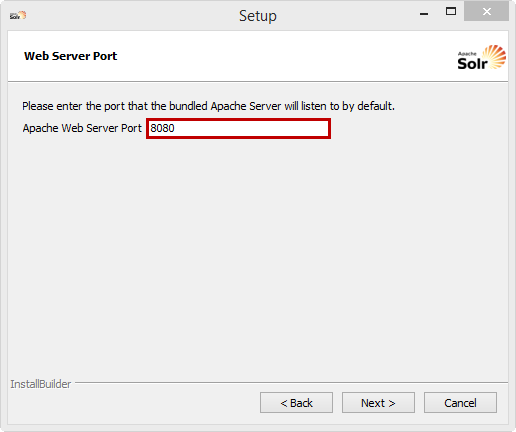 Setup
Web Server Port
Apache
Solr
Please enter the port that the bundled Apache Server will listen to by default.
Apache Web Server Port 8080
InstallBuilder
< Back Next > Cancel